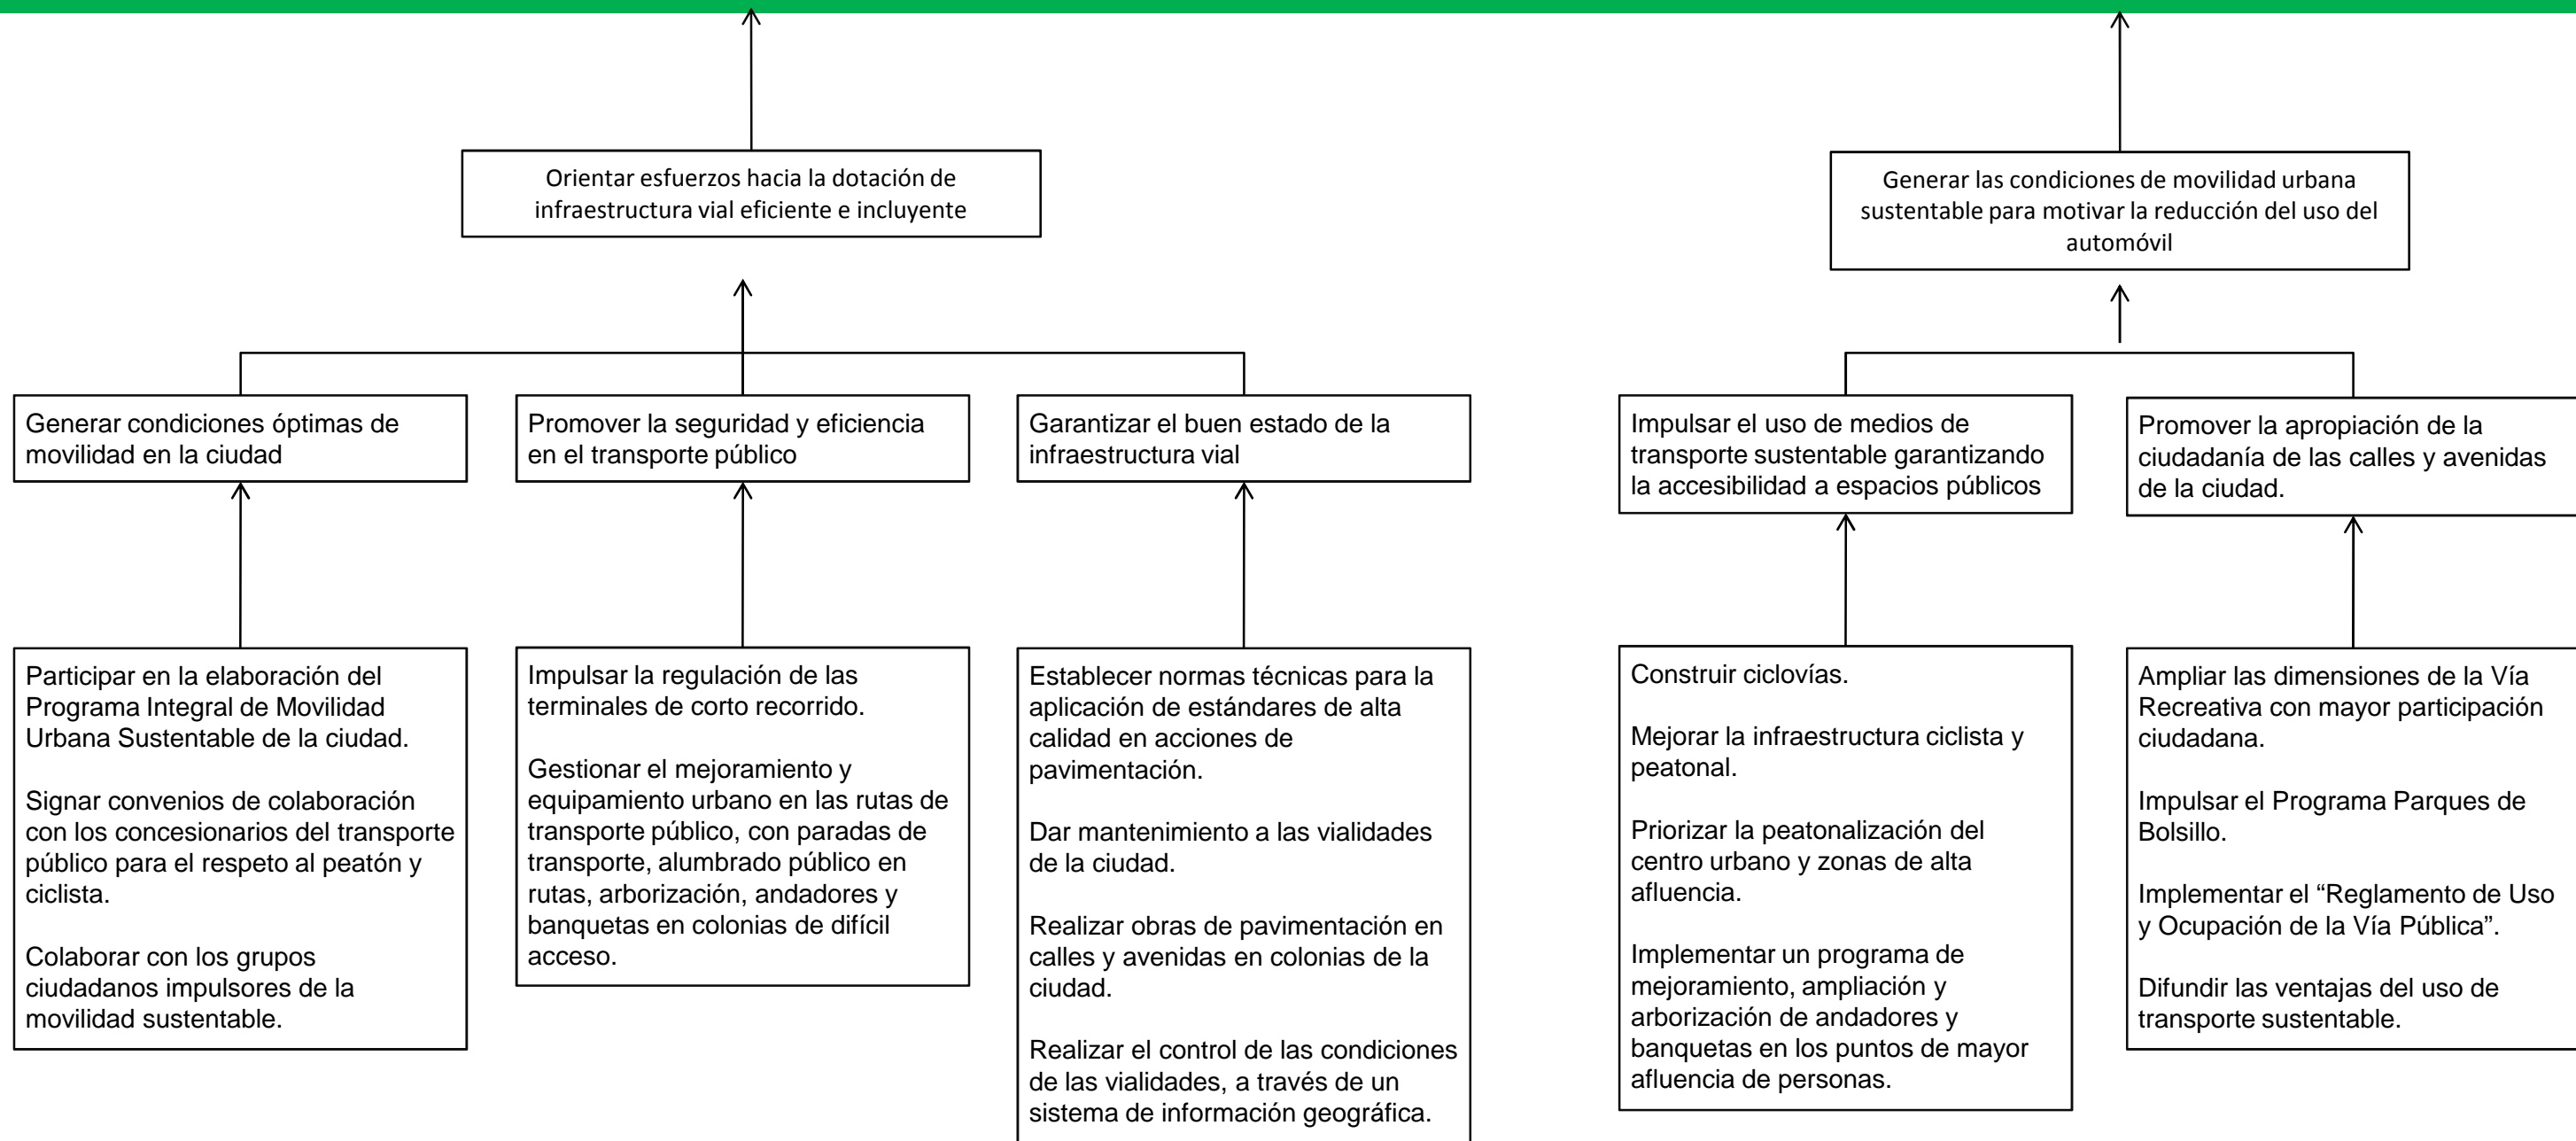 Orientar esfuerzos hacia la dotación de
infraestructura vial eficiente e incluyente
Generar las condiciones de movilidad urbana
sustentable para motivar la reducción del uso del
automóvil
Generar condiciones óptimas de
movilidad en la ciudad
Promover la seguridad y eficiencia
en el transporte público
Garantizar el buen estado de la
infraestructura vial
Impulsar el uso de medios de
transporte sustentable garantizando
la accesibilidad a espacios públicos
Promover la apropiación de la
ciudadanía de las calles y avenidas
de la ciudad.
Participar en la elaboración del
Programa Integral de Movilidad
Urbana Sustentable de la ciudad.
Signar convenios de colaboración
con los concesionarios del transporte
público para el respeto al peatón y
ciclista.
Colaborar con los grupos
ciudadanos impulsores de la
movilidad sustentable.
Impulsar la regulación de las
terminales de corto recorrido.
Gestionar el mejoramiento y
equipamiento urbano en las rutas de
transporte público, con paradas de
transporte, alumbrado público en
rutas, arborización, andadores y
banquetas en colonias de difícil
acceso.
Establecer normas técnicas para la
aplicación de estándares de alta
calidad en acciones de
pavimentación.
Dar mantenimiento a las vialidades
de la ciudad.
Realizar obras de pavimentación en
calles y avenidas en colonias de la
ciudad.
Realizar el control de las condiciones
de las vialidades, a través de un
sistema de información geográfica.
Construir ciclovías.
Mejorar la infraestructura ciclista y
peatonal.
Priorizar la peatonalización del
centro urbano y zonas de alta
afluencia.
Implementar un programa de
mejoramiento, ampliación y
arborización de andadores y
banquetas en los puntos de mayor
afluencia de personas.
Ampliar las dimensiones de la Vía
Recreativa con mayor participación
ciudadana.
Impulsar el Programa Parques de
Bolsillo.
Implementar el “Reglamento de Uso
y Ocupación de la Vía Pública”.
Difundir las ventajas del uso de
transporte sustentable.